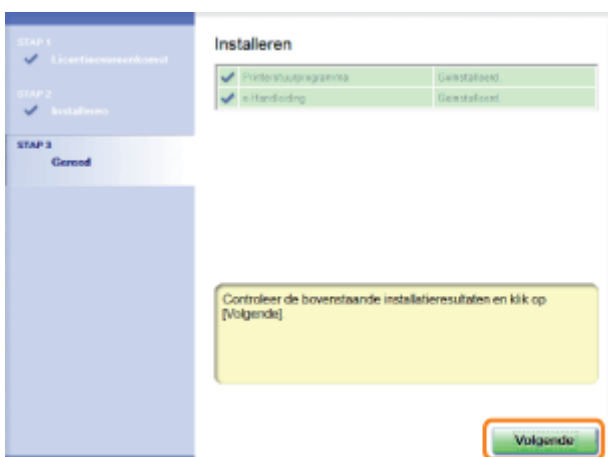 STAP 1
Licentieovereenkomst
STAP 2
Installeren
STAP 3
Gereed
Installeren
Printerstuurprogramma Geïnstalleerd.
e-Handleiding Geïnstalleerd.
Controleer de bovenstaande installatieresultaten en klik op
[Volgende].
Volgende